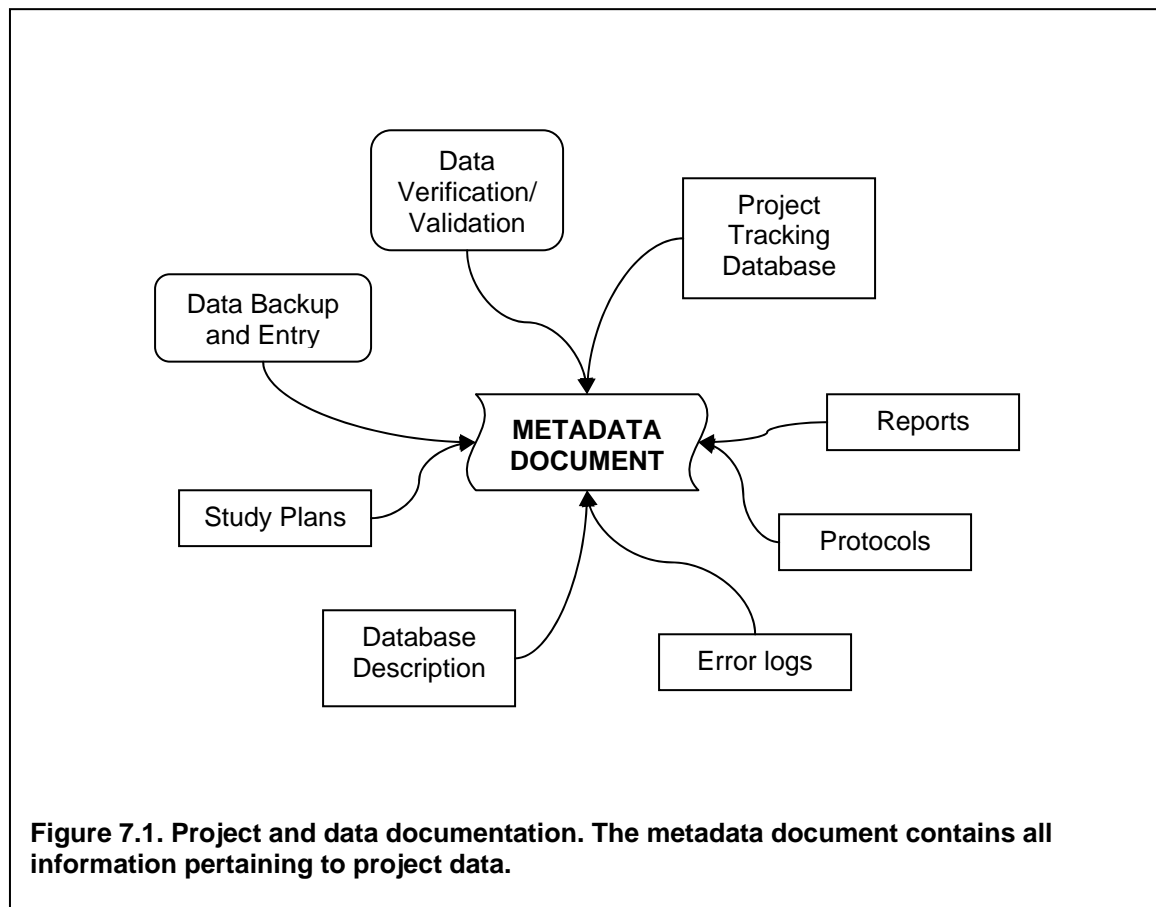 Data
Verification/
Validation
Project
Tracking
Database
Data Backup
and Entry
METADATA
DOCUMENT
Reports
Study Plans
Protocols
Database
Description
Error logs
Figure 7.1. Project and data documentation. The metadata document contains all
information pertaining to project data.